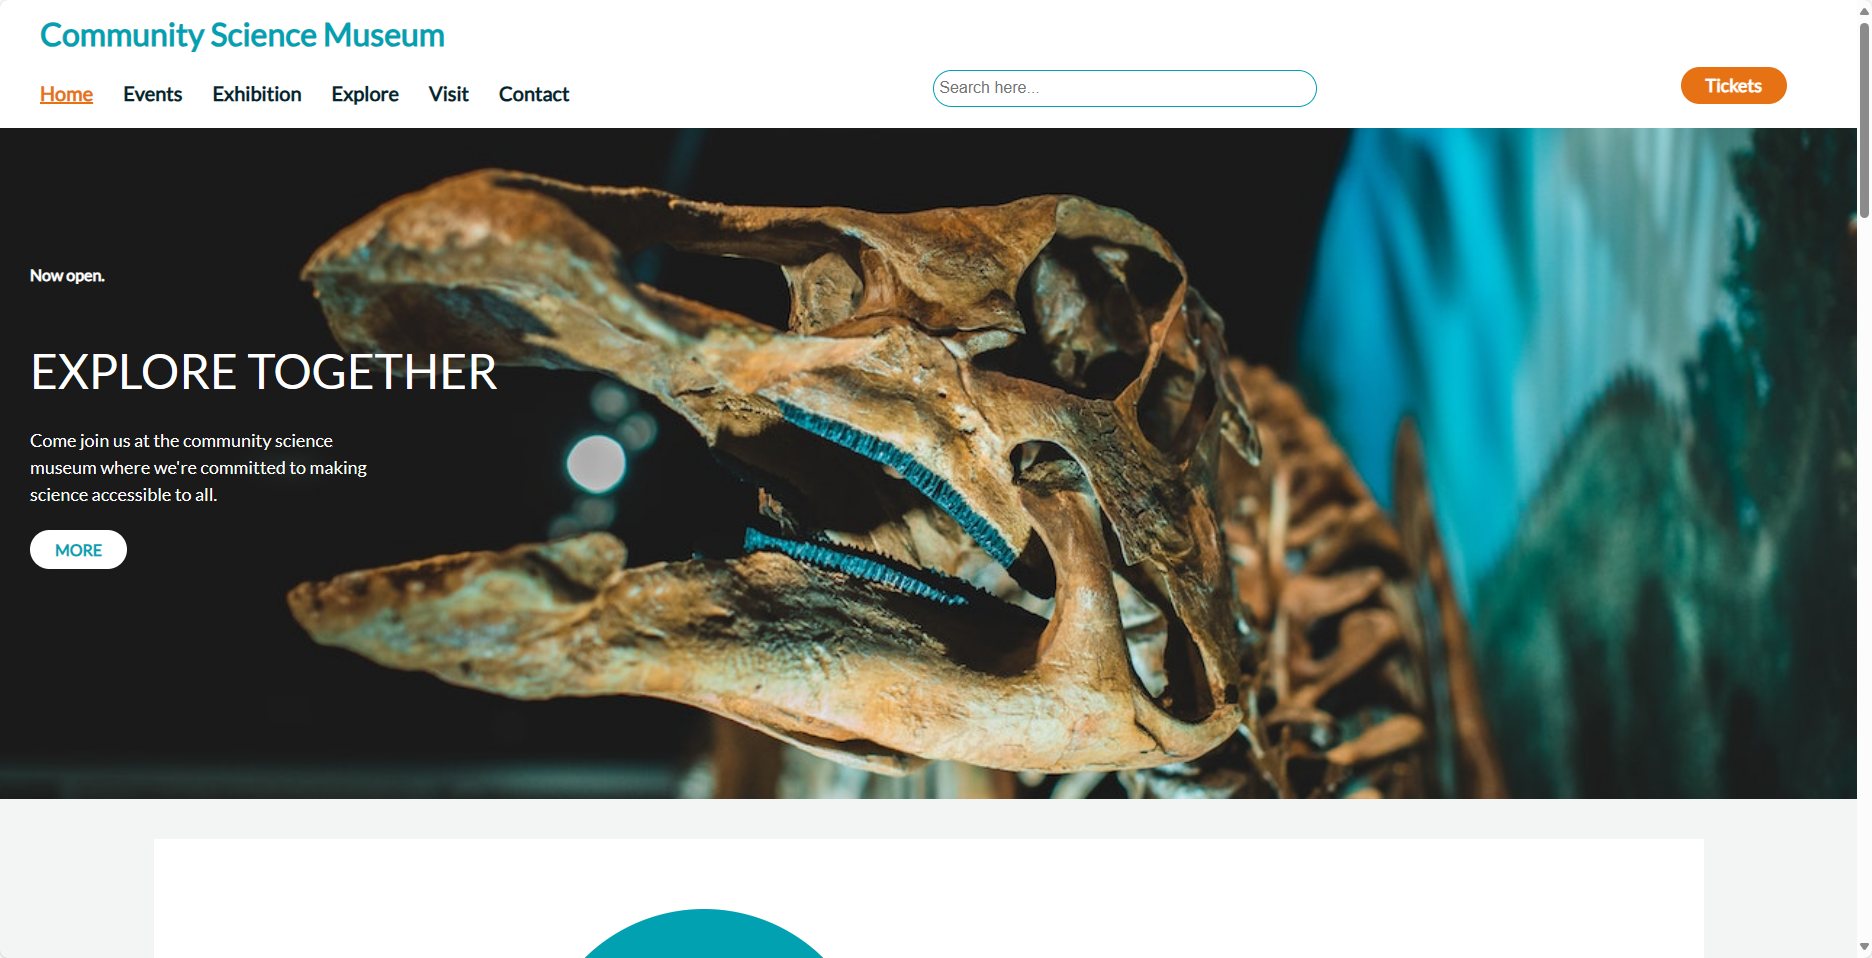 Community Science Museum
Home Events Exhibition Explore Visit Contact
Search here...
Tickets
Now open.
EXPLORE TOGETHER
Come join us at the community science
museum where we're committed to making
science accessible to all.
MORE